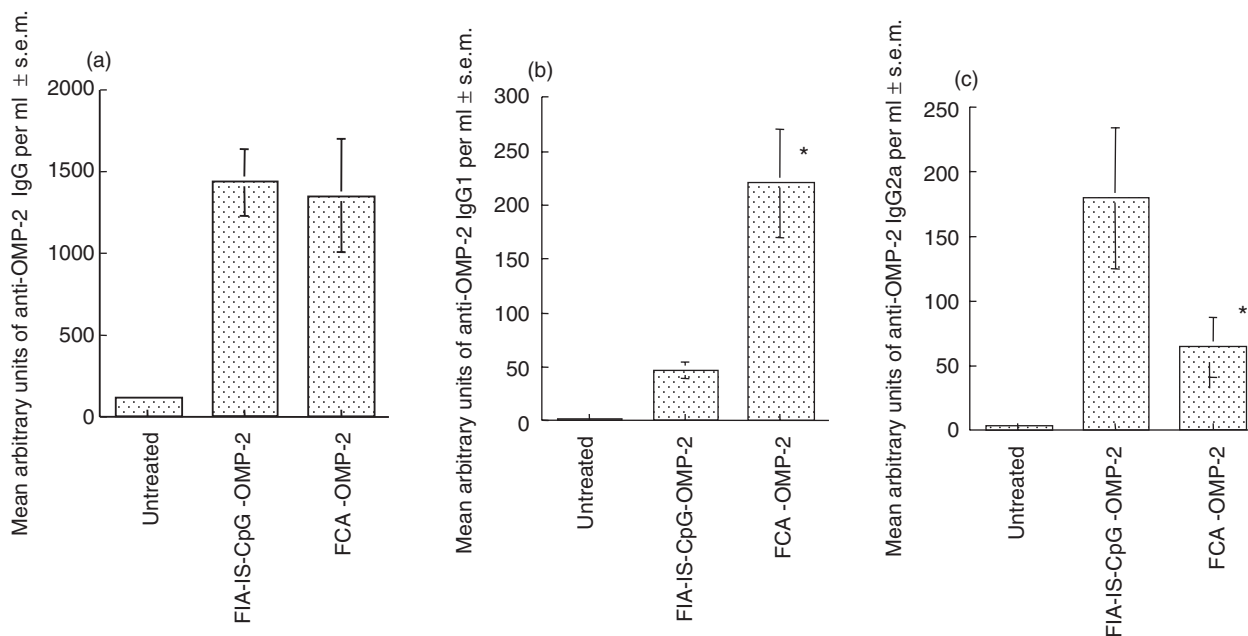 (a)
Mean arbitrary units of anti-OMP-2 IgG per ml ± s.e.m.
2000
1500
1000
500
0
Untreated
FIA-IS-CpG -OMP-2
FCA -OMP-2
(b)
Mean arbitrary units of anti-OMP-2 IgG1 per ml ± s.e.m.
300
250
200
150
100
50
0
*
Untreated
FIA-IS-CpG-OMP-2
FCA -OMP-2
(c)
Mean arbitrary units of anti-OMP-2 IgG2a per ml ± s.e.m.
250
200
150
100
50
0
*
Untreated
FIA-IS-CpG -OMP-2
FCA -OMP-2